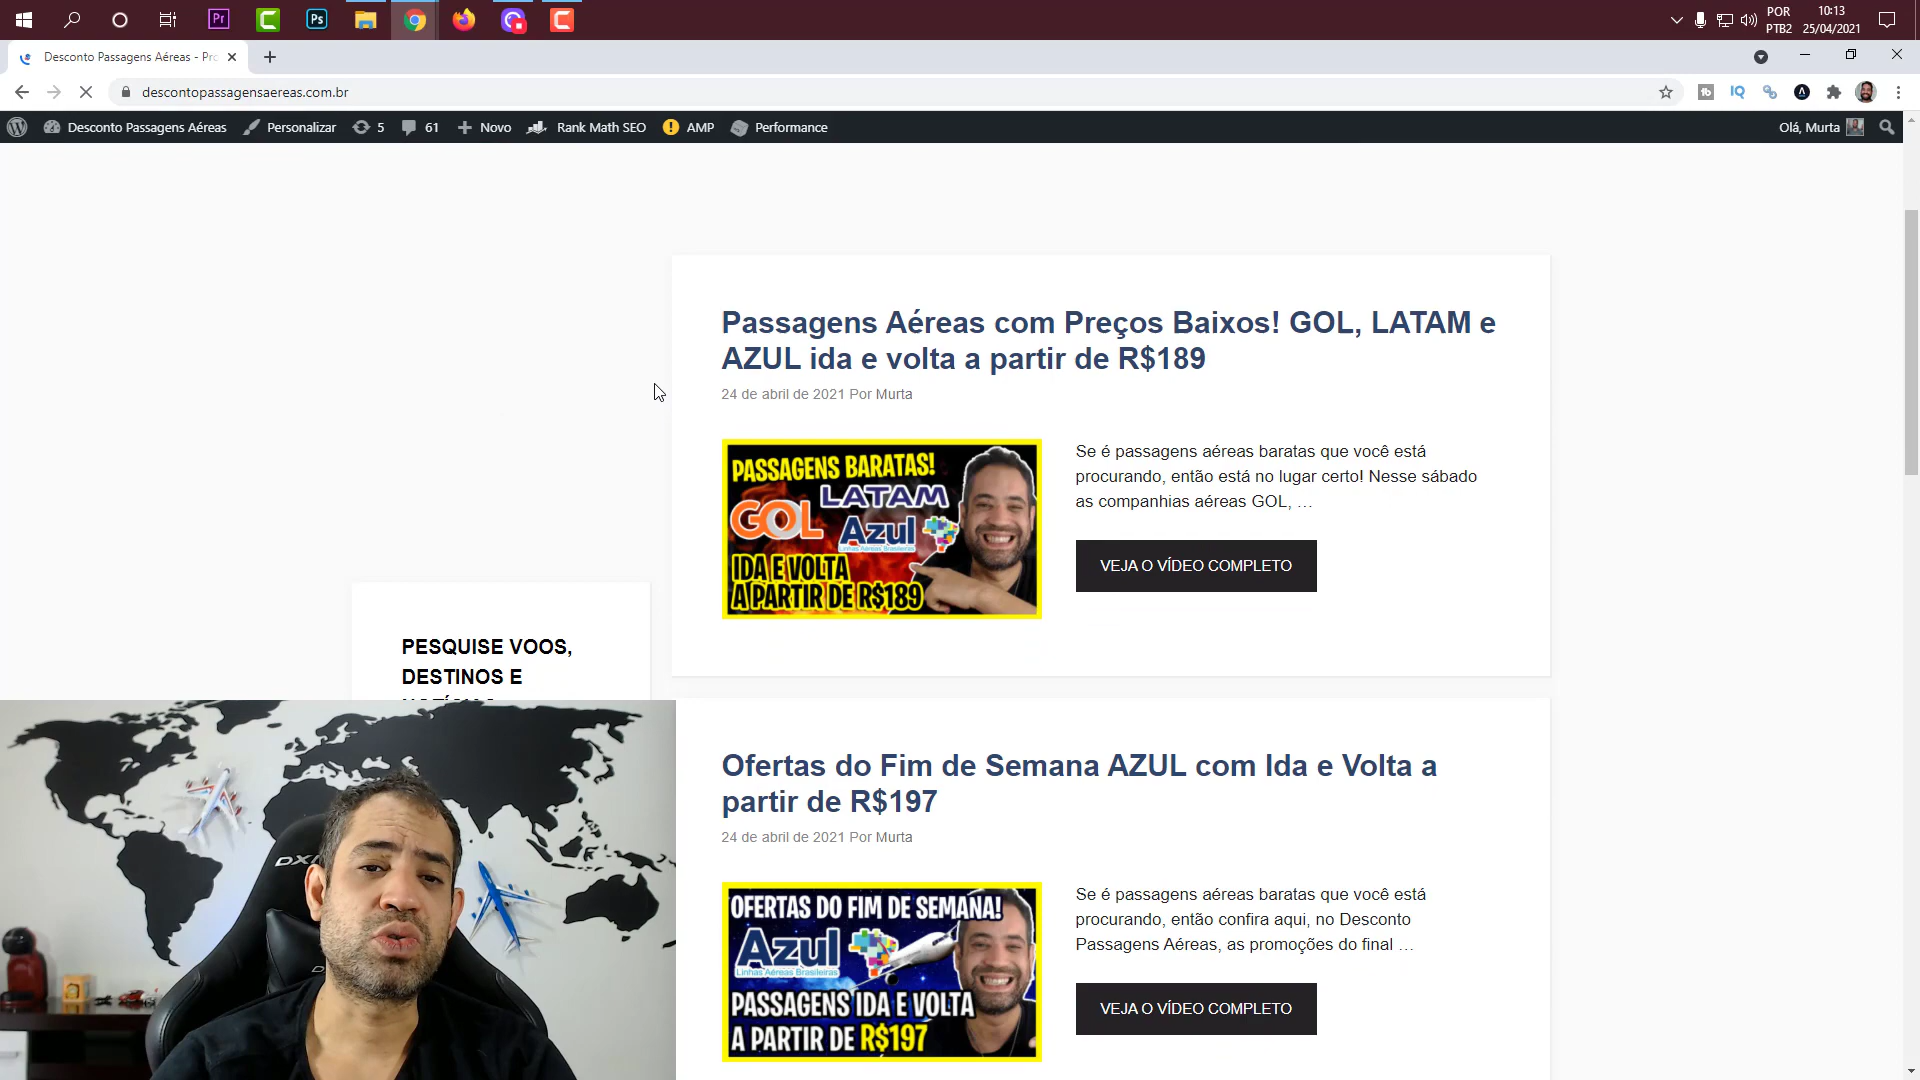 POR
PTB2
10:13
25/04/2021
Desconto Passagens Aéreas - Pro
descontopassagensaereas.com.br
Desconto Passagens Aéreas
Personalizar
5
61
Novo
Rank Math SEO
AMP
Performance
Olá, Murta
Passagens Aéreas com Preços Baixos! GOL, LATAM e
AZUL ida e volta a partir de R$189
24 de abril de 2021 Por Murta
PASSAGENS BARATAS!
LATAM
GOL
Azul
Linhas Aéreas Brasileiras
IDA E VOLTA
A PARTIR DE R$189
Se é passagens aéreas baratas que você está
procurando, então está no lugar certo! Nesse sábado
as companhias aéreas GOL, …
VEJA O VÍDEO COMPLETO
PESQUISE VOOS,
DESTINOS E
Ofertas do Fim de Semana AZUL com Ida e Volta a
partir de R$197
24 de abril de 2021 Por Murta
OFERTAS DO FIM DE SEMANA!
Azul
Linhas Aéreas Brasileiras
PASSAGENS IDA E VOLTA
A PARTIR DE R$197
Se é passagens aéreas baratas que você está
procurando, então confira aqui, no Desconto
Passagens Aéreas, as promoções do final …
VEJA O VÍDEO COMPLETO